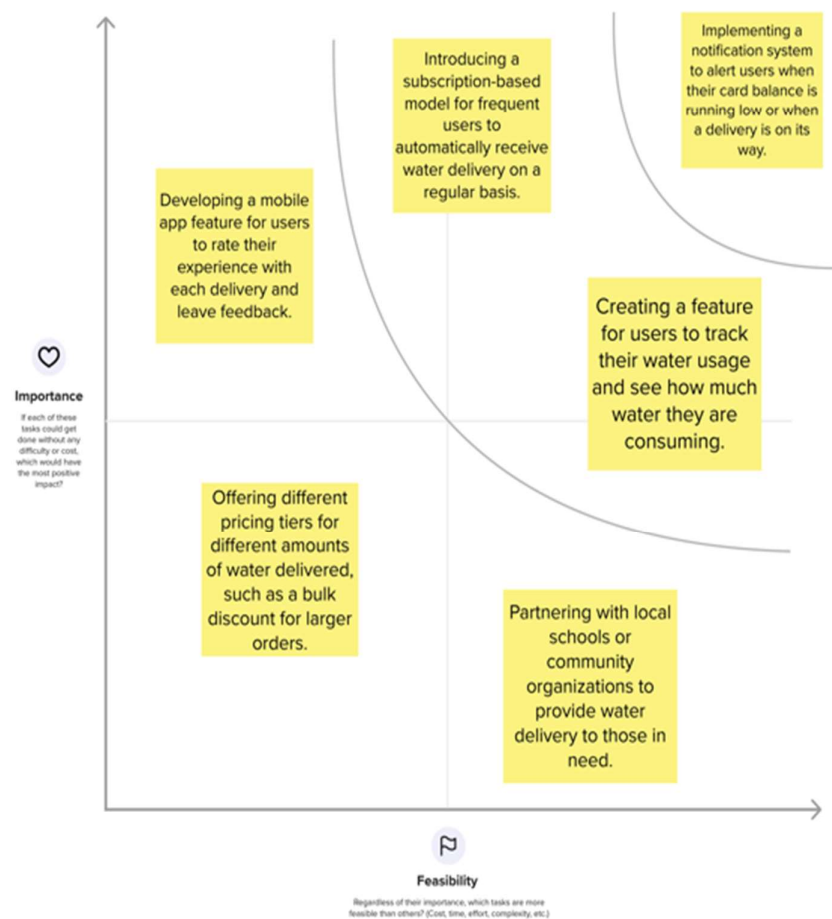 Implementing a
notification system
to alert users when
their card balance is
running low or when
a delivery is on its
way.
Introducing a
subscription-based
model for frequent
users to
automatically receive
water delivery on a
regular basis.
Developing a mobile
app feature for users
to rate their
experience with
each delivery and
leave feedback.
Creating a feature
for users to track
their water usage
and see how much
water they are
consuming.
Importance
If each of these
tasks could get
done without any
difficulty or cost,
which would have
the most positive
impact?
Offering different
pricing tiers for
different amounts
of water delivered,
such as a bulk
discount for larger
orders.
Partnering with local
schools or
community
organizations to
provide water
delivery to those in
need.
Feasibility
Regardless of their importance, which tasks are more
feasible than others? (Cost, time, effort, complexity, etc.)